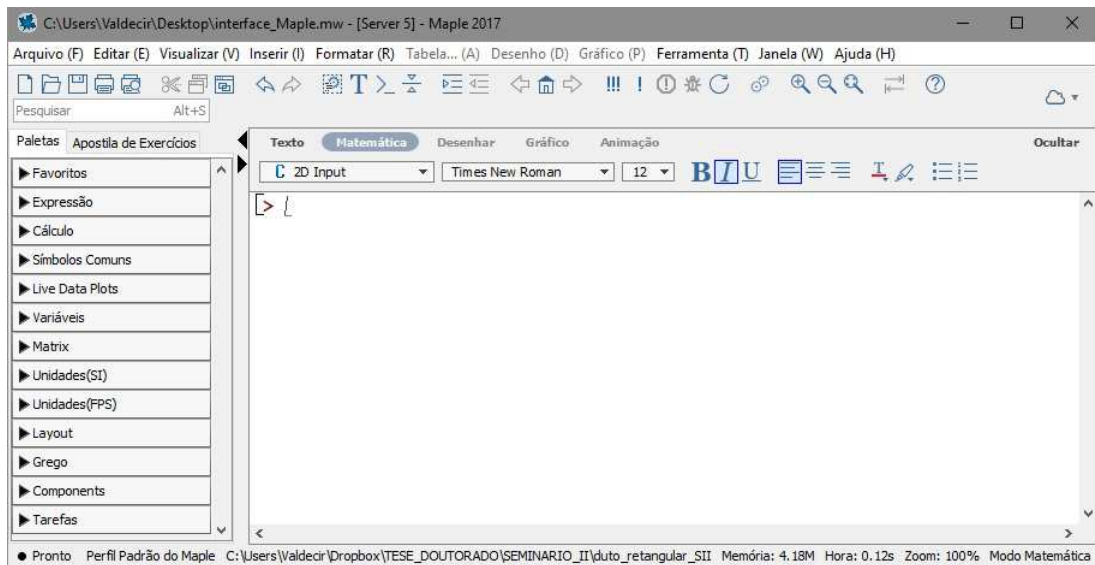 C:\Users\Valdecir\Desktop\interface_Maple.mw - [Server 5] - Maple 2017
Arquivo (F) Editar (E) Visualizar (V) Inserir (I) Formatar (R) Tabela... (A) Desenho (D) Gráfico (P) Ferramenta (T) Janela (W) Ajuda (H)
Pesquisar Alt+S
Paletas Apostila de Exercícios
Texto Matemática Desenhar Gráfico Animação Ocultar
C 2D Input Times New Roman 12 B I U
Favoritos
Expressão
Cálculo
Símbolos Comuns
Live Data Plots
Variáveis
Matrix
Unidades(SI)
Unidades(FPS)
Layout
Grego
Components
Tarefas
Pronto Perfil Padrão do Maple C:\Users\Valdecir\Dropbox\TESE_DOUTORADO\SEMINARIO_II\duto_retangular_SII Memória: 4.18M Hora: 0.12s Zoom: 100% Modo Matemática